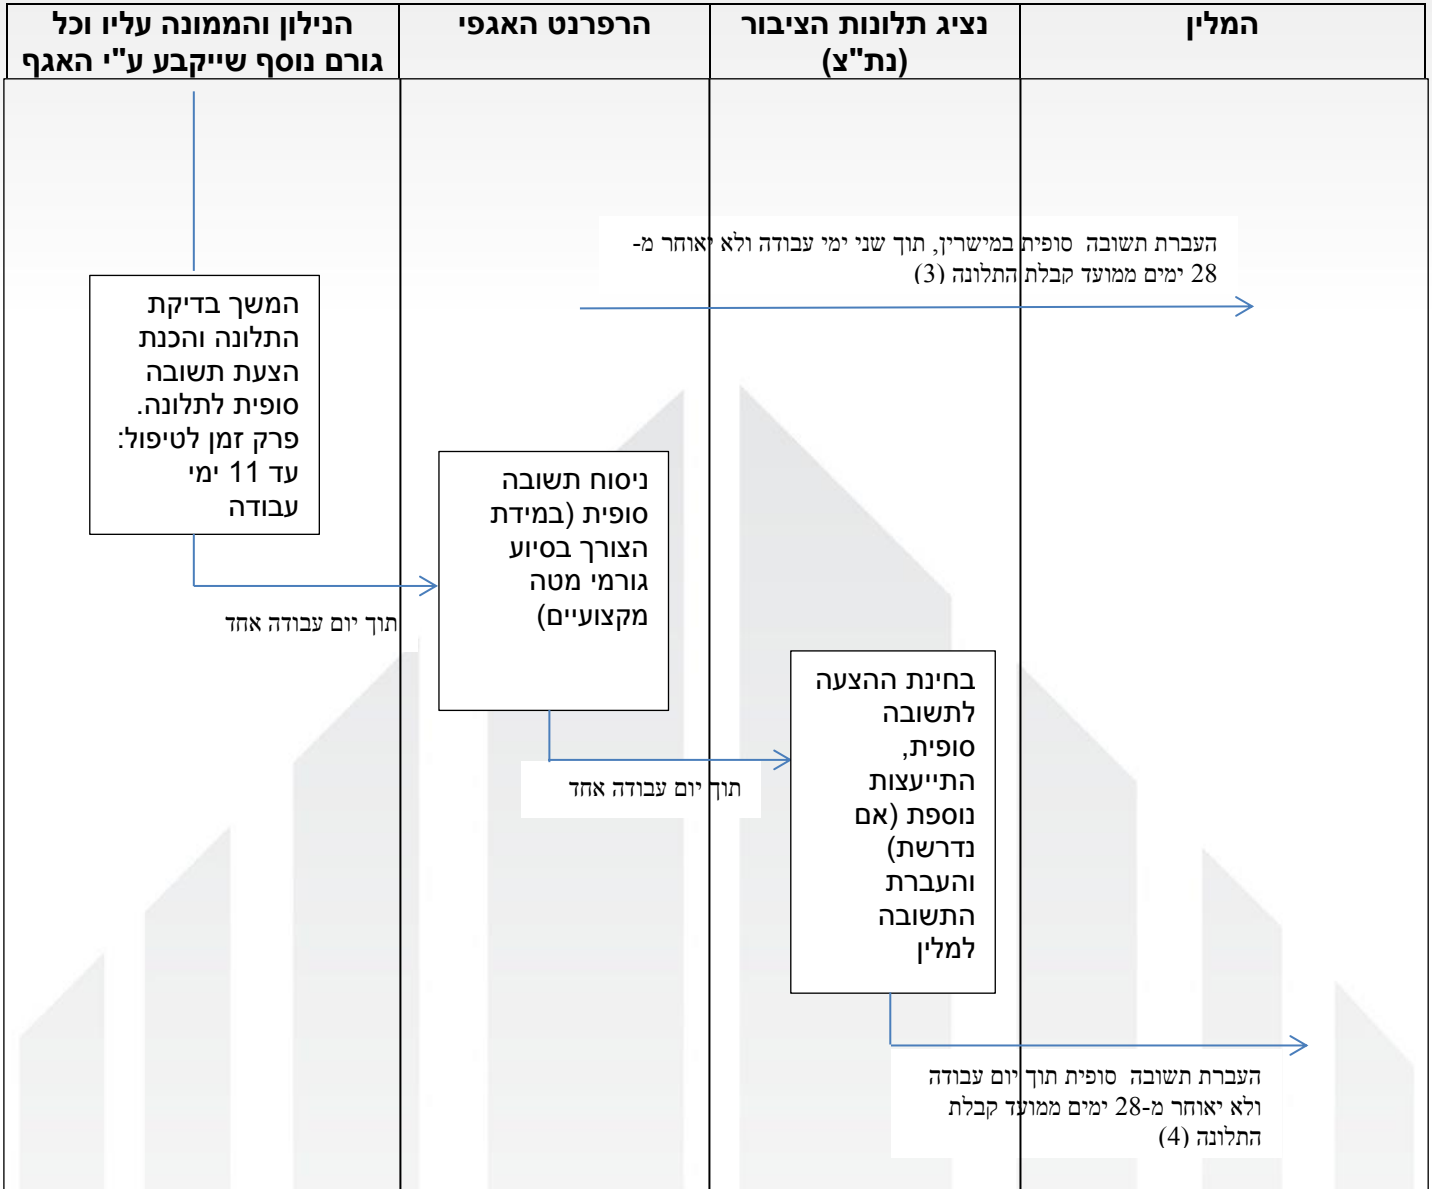 המלין
נציג תלונות הציבור
(נת"צ)
הרפרנט האגפי
הנילון והממונה עליו וכל
גורם נוסף שייקבע ע"י האגף
העברת תשובה סופית במישרין, תוך שני ימי עבודה ולא יאוחר מ-
28 ימים ממועד קבלת התלונה (3)
המשך בדיקת
התלונה והכנת
הצעת תשובה
סופית לתלונה.
פרק זמן לטיפול:
עד 11 ימי
עבודה
תוך יום עבודה אחד
ניסוח תשובה
סופית (במידת
הצורך בסיוע
גורמי מטה
מקצועיים)
תוך יום עבודה אחד
בחינת ההצעה
לתשובה
סופית,
התייעצות
נוספת (אם
נדרשת)
והעברת
התשובה
למלין
העברת תשובה סופית תוך יום עבודה
ולא יאוחר מ-28 ימים ממועד קבלת
התלונה (4)